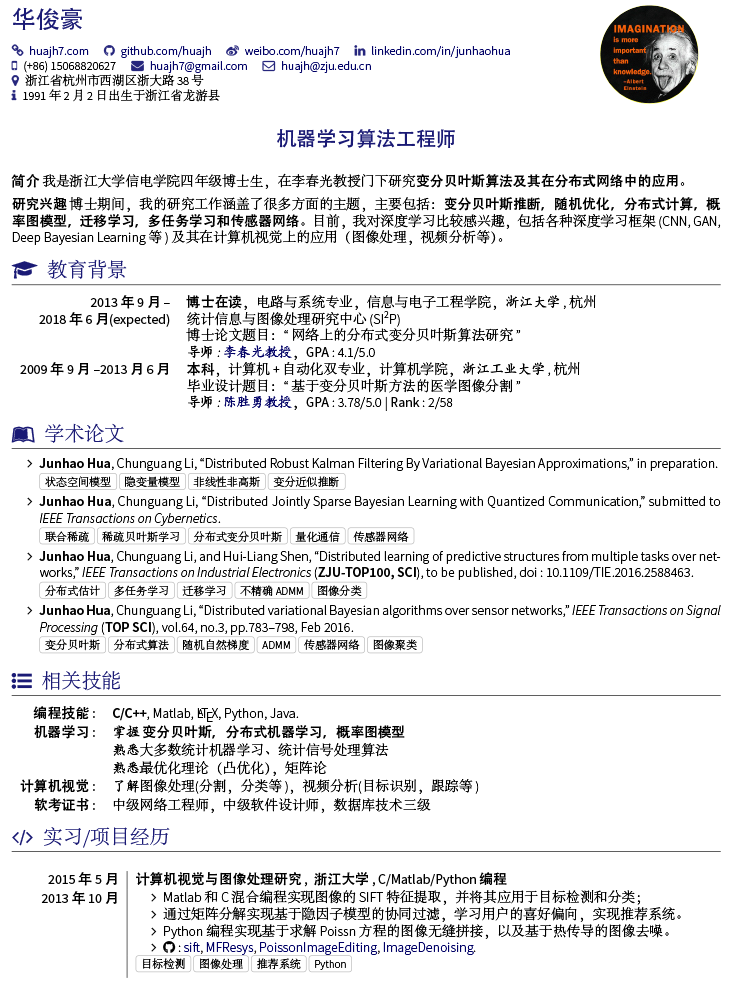 华俊豪
huajh7.com github.com/huajh weibo.com/huajh7 linkedin.com/in/junhaohua
(+86) 15068820627 huajh7@gmail.com huajh@zju.edu.cn
浙江省杭州市西湖区浙大路 38 号
1991 年 2 月 2 日出生于浙江省龙游县
IMAGINATION
is more
important
than
knowledge.
~Albert
Einstein
机器学习算法工程师
简介 我是浙江大学信电学院四年级博士生，在李春光教授门下研究变分贝叶斯算法及其在分布式网络中的应用。
研究兴趣 博士期间，我的研究工作涵盖了很多方面的主题，主要包括：变分贝叶斯推断，随机优化，分布式计算，概
率图模型，迁移学习，多任务学习和传感器网络。目前，我对深度学习比较感兴趣，包括各种深度学习框架 (CNN, GAN,
Deep Bayesian Learning 等 ) 及其在计算机视觉上的应用（图像处理，视频分析等）。
教育背景
2013 年 9 月 – 博士在读，电路与系统专业，信息与电子工程学院，浙江大学 , 杭州
2018 年 6 月(expected) 统计信息与图像处理研究中心 (SI²P)
博士论文题目：“ 网络上的分布式变分贝叶斯算法研究 ”
导师 : 李春光教授，GPA : 4.1/5.0
2009 年 9 月 –2013 月 6 月 本科，计算机 + 自动化双专业，计算机学院，浙江工业大学 , 杭州
毕业设计题目：“ 基于变分贝叶斯方法的医学图像分割 ”
导师 : 陈胜勇教授，GPA : 3.78/5.0 | Rank : 2/58
学术论文
Junhao Hua, Chunguang Li, “Distributed Robust Kalman Filtering By Variational Bayesian Approximations,” in preparation.
状态空间模型 隐变量模型 非线性非高斯 变分近似推断
Junhao Hua, Chunguang Li, “Distributed Jointly Sparse Bayesian Learning with Quantized Communication,” submitted to
IEEE Transactions on Cybernetics.
联合稀疏 稀疏贝叶斯学习 分布式变分贝叶斯 量化通信 传感器网络
Junhao Hua, Chunguang Li, and Hui-Liang Shen, “Distributed learning of predictive structures from multiple tasks over net-
works,” IEEE Transactions on Industrial Electronics (ZJU-TOP100, SCI), to be published, doi : 10.1109/TIE.2016.2588463.
分布式估计 多任务学习 迁移学习 不精确 ADMM 图像分类
Junhao Hua, Chunguang Li, “Distributed variational Bayesian algorithms over sensor networks,” IEEE Transactions on Signal
Processing (TOP SCI), vol.64, no.3, pp.783–798, Feb 2016.
变分贝叶斯 分布式算法 随机自然梯度 ADMM 传感器网络 图像聚类
相关技能
编程技能 : C/C++, Matlab, LATEX, Python, Java.
机器学习 : 掌握变分贝叶斯，分布式机器学习，概率图模型
熟悉大多数统计机器学习、统计信号处理算法
熟悉最优化理论（凸优化），矩阵论
计算机视觉 : 了解图像处理(分割，分类等 )，视频分析(目标识别，跟踪等 )
软考证书 : 中级网络工程师，中级软件设计师，数据库技术三级
实习/项目经历
2015 年 5 月 计算机视觉与图像处理研究 , 浙江大学 , C/Matlab/Python 编程
2013 年 10 月 Matlab 和 C 混合编程实现图像的 SIFT 特征提取，并将其应用于目标检测和分类；
通过矩阵分解实现基于隐因子模型的协同过滤，学习用户的喜好偏向，实现推荐系统。
Python 编程实现基于求解 Poissn 方程的图像无缝拼接，以及基于热传导的图像去噪。
: sift, MFResys, PoissonImageEditing, ImageDenoising.
目标检测 图像处理 推荐系统 Python